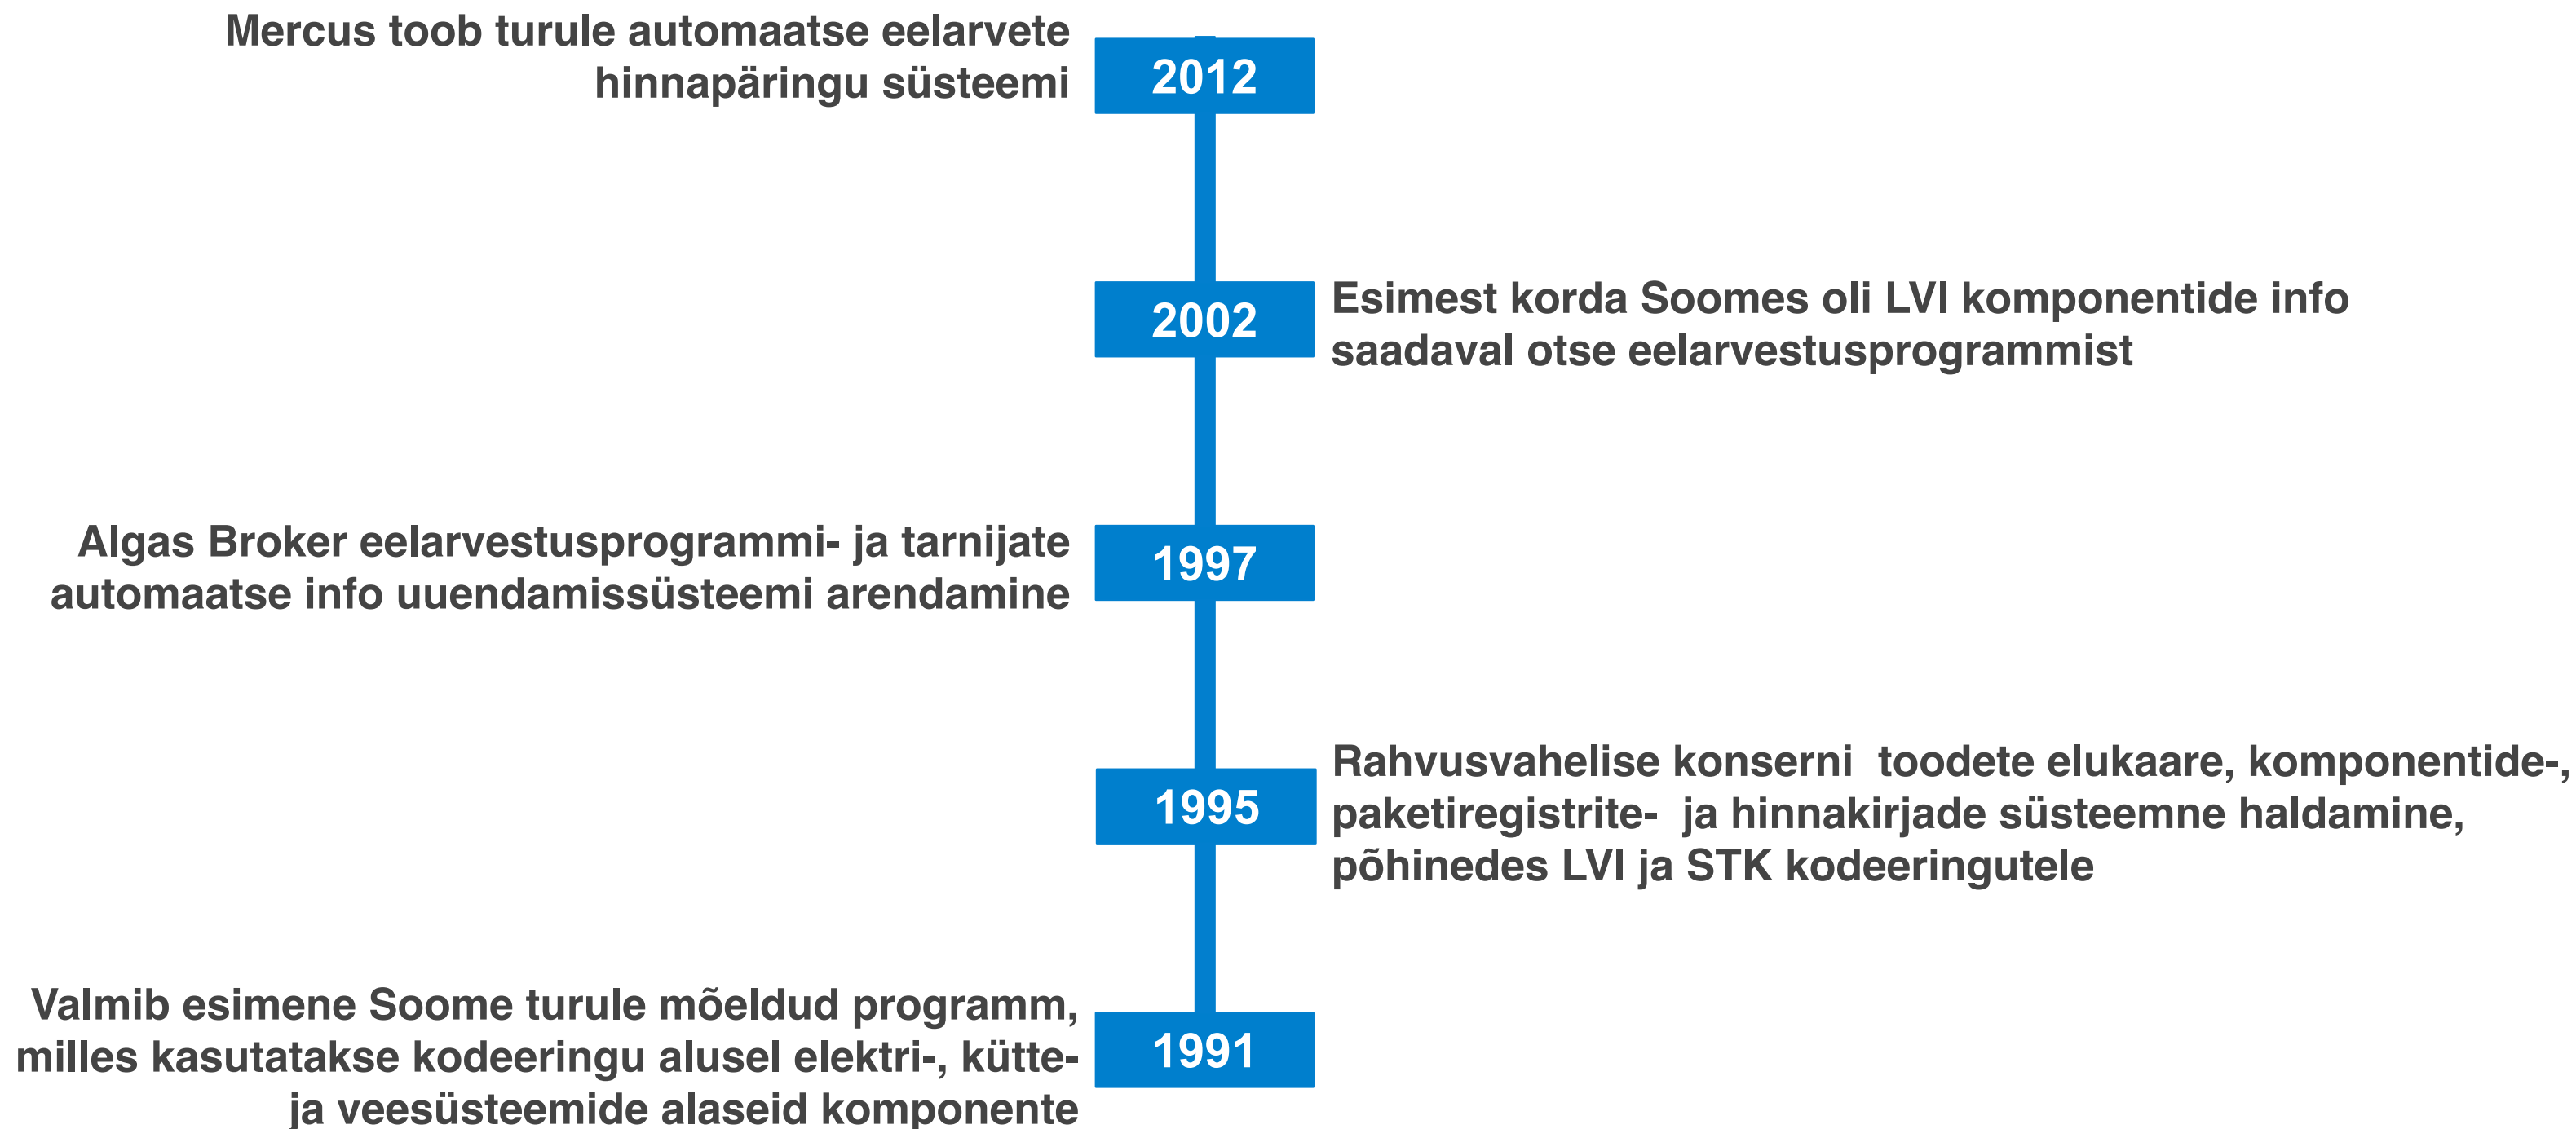 Mercus toob turule automaatse eelarvete
hinnapäringu süsteemi
2012
2002
Esimest korda Soomes oli LVI komponentide info
saadaval otse eelarvestusprogrammist
Algas Broker eelarvestusprogrammi- ja tarnijate
automaatse info uuendamissüsteemi arendamine
1997
1995
Rahvusvahelise konserni  toodete elukaare, komponentide-,
paketiregistrite-  ja hinnakirjade süsteemne haldamine,
põhinedes LVI ja STK kodeeringutele
Valmib esimene Soome turule mõeldud programm,
milles kasutatakse kodeeringu alusel elektri-, kütte-
ja veesüsteemide alaseid komponente
1991